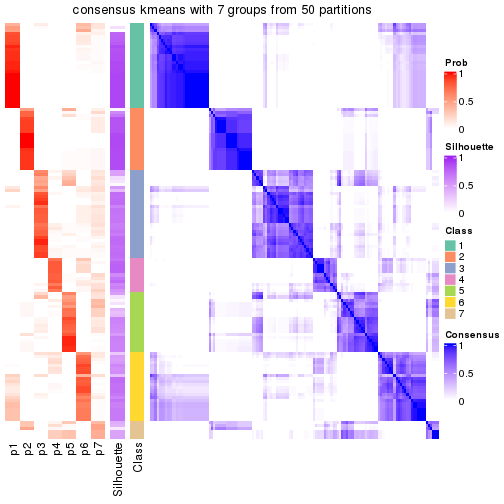 consensus kmeans with 7 groups from 50 partitions
Prob
1
0.5
0
Silhouette
1
0.5
0
Class
1
2
3
4
5
6
7
Consensus
1
0.5
0
p1
p2
p3
p4
p5
p6
p7
Silhouette
Class